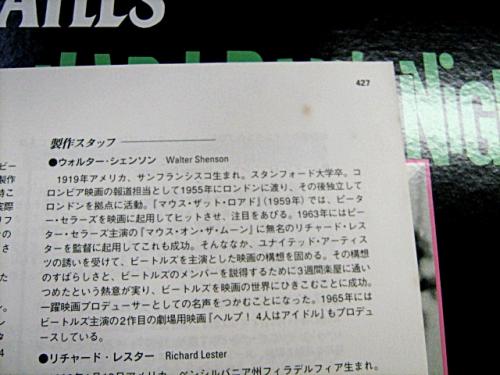 BEATLES
A HARD DAY'S NIGHT
427
製作スタッフ
●ウォルター・シェンソン Walter Shenson
1919年アメリカ、サンフランシスコ生まれ。スタンフォード大学卒。コ
ロンビア映画の報道担当として1955年にロンドンに渡り、その後独立して
ロンドンを拠点に活動。『マウス・ザット・ロアド』(1959年)では、ピータ
ー・セラーズを映画に起用してヒットさせ、注目をあびる。1963年にはピー
ター・セラーズ主演の『マウス・オン・ザ・ムーン』に無名のリチャード・レス
ターを監督に起用してこれも成功。そんななか、ユナイテッド・アーティス
ツの誘いを受けて、ビートルズを主演とした映画の構想を固める。その構想
のすばらしさと、ビートルズのメンバーを説得するために3週間楽屋に通い
つめたという熱意が実り、ビートルズを映画の世界にひきこむことに成功。
一躍映画プロデューサーとしての名声をつかむことになった。1965年には
ビートルズ主演の2作目の劇場用映画『ヘルプ! 4人はアイドル』もプロデュ
ースしている。
●リチャード・レスター Richard Lester